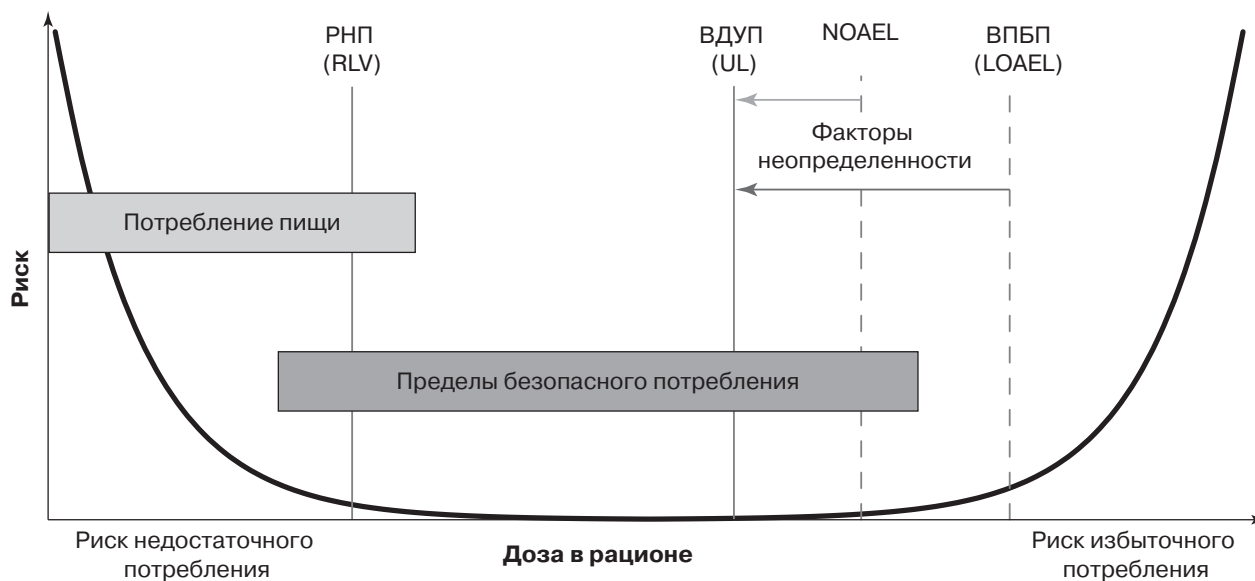 РНП
(RLV)
ВДУП
(UL)
NOAEL
ВПБП
(LOAEL)
Факторы
неопределенности
Потребление пищи
Риск
Пределы безопасного потребления
Риск недостаточного
потребления
Доза в рационе
Риск избыточного
потребления